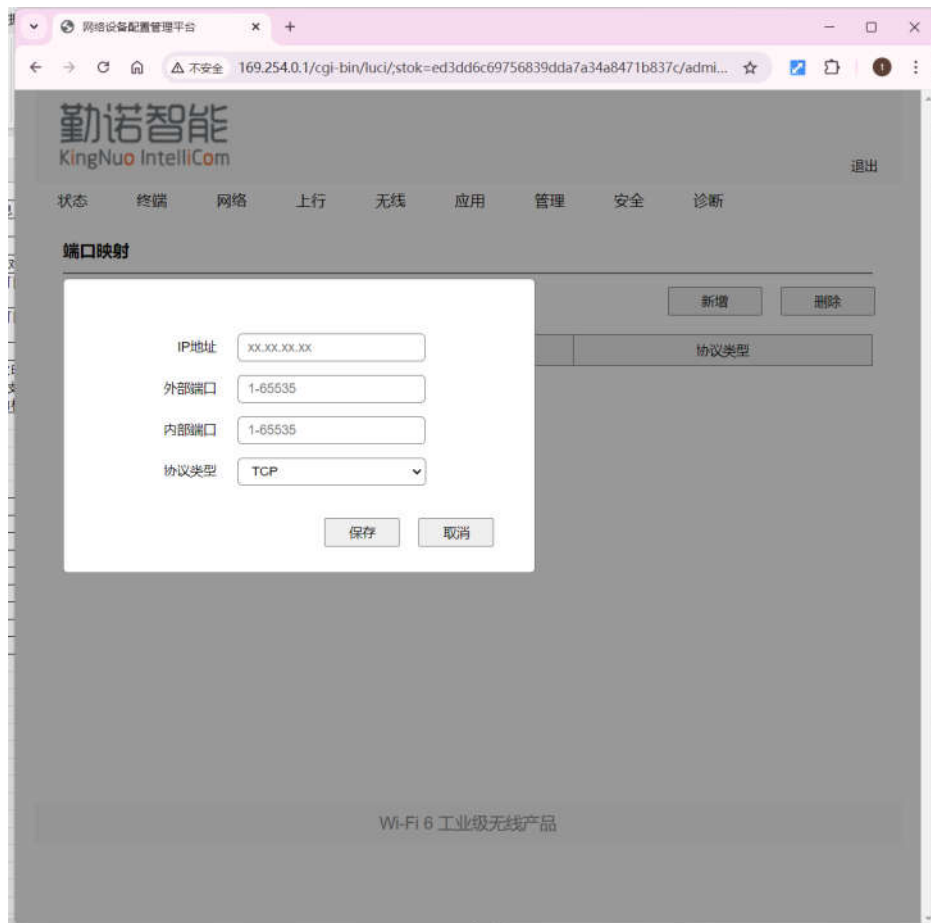 网络设备配置管理平台
不安全 169.254.0.1/cgi-bin/luci/;stok=ed3dd6c69756839dda7a34a8471b837c/admi...
勤诺智能
KingNuo IntelliCom
退出
状态 终端 网络 上行 无线 应用 管理 安全 诊断
端口映射
新增 删除
协议类型
IP地址 xx.xx.xx.xx
外部端口 1-65535
内部端口 1-65535
协议类型 TCP
保存 取消
Wi-Fi 6 工业级无线产品